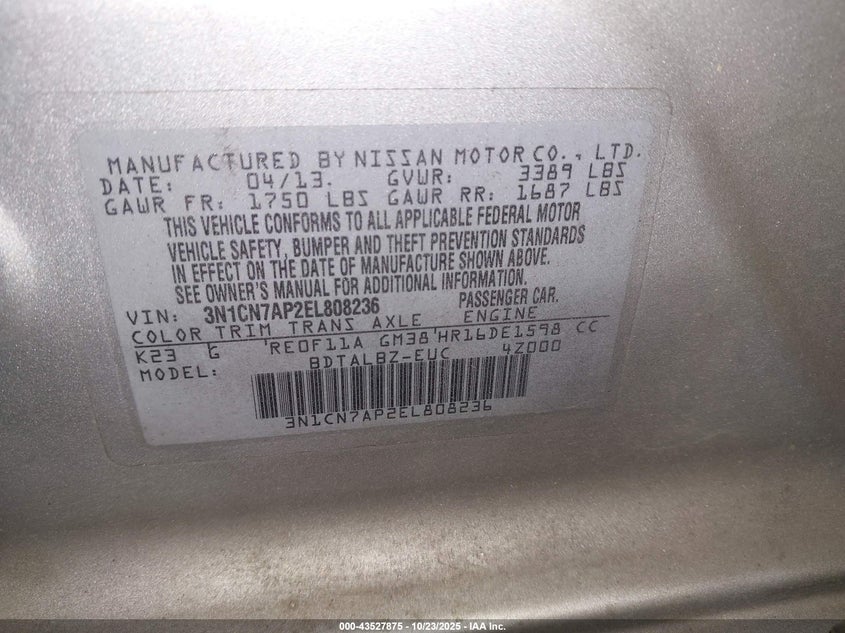 MANUFACTURED BY NISSAN MOTOR CO., LTD.
DATE: 04/13. GVWR: 3389 LBS
GAWR FR: 1750 LBS GAWR RR: 1687 LBS
THIS VEHICLE CONFORMS TO ALL APPLICABLE FEDERAL MOTOR
VEHICLE SAFETY, BUMPER AND THEFT PREVENTION STANDARDS
IN EFFECT ON THE DATE OF MANUFACTURE SHOWN ABOVE.
SEE OWNER'S MANUAL FOR ADDITIONAL INFORMATION.
VIN: 3N1CN7AP2EL808236 PASSENGER CAR.
COLOR TRIM TRANS AXLE ENGINE
K23 G 'RE0F11A GM38'HR16DE1598 CC
MODEL: BDTALBZ-EUC 4Z000
3N1CN7AP2EL808236
000-43527875 - 10/23/2025 - IAA Inc.